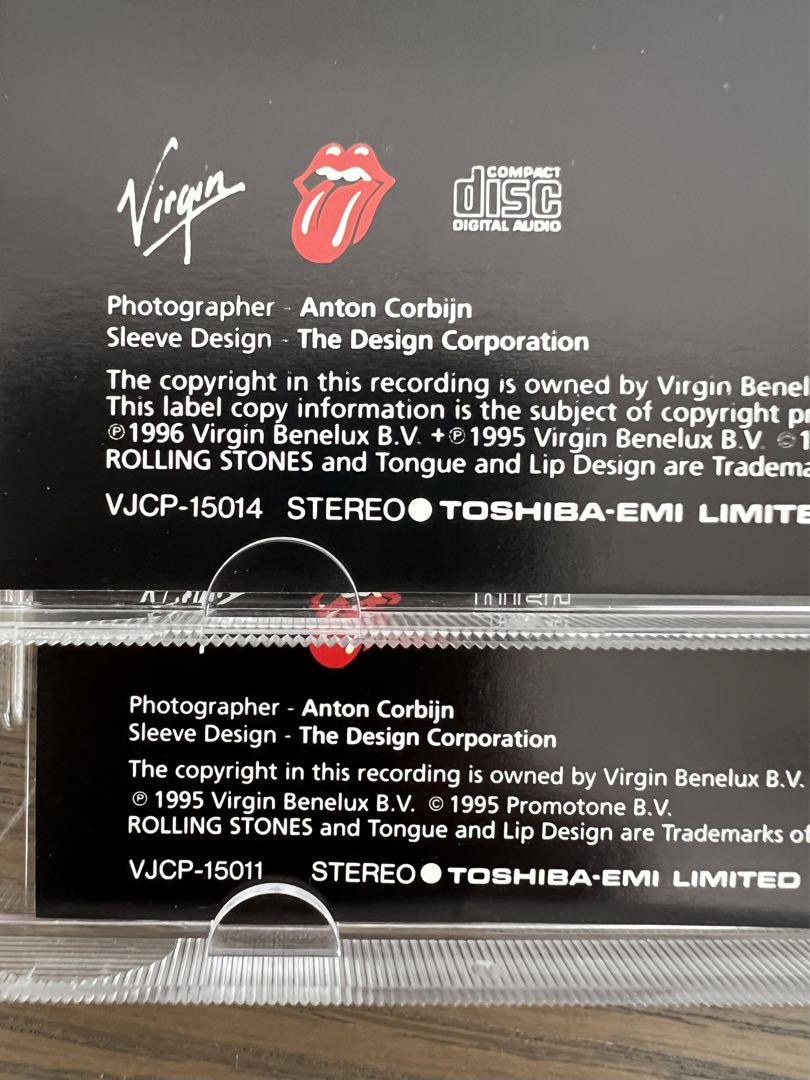 Virgin
COMPACT
disc
DIGITAL AUDIO
Photographer - Anton Corbijn
Sleeve Design - The Design Corporation
The copyright in this recording is owned by Virgin Benel
This label copy information is the subject of copyright pr
℗1996 Virgin Benelux B.V. +℗1995 Virgin Benelux B.V. ©1
ROLLING STONES and Tongue and Lip Design are Tradema
VJCP-15014 STEREO● TOSHIBA-EMI LIMITE
Photographer - Anton Corbijn
Sleeve Design - The Design Corporation
The copyright in this recording is owned by Virgin Benelux B.V.
℗ 1995 Virgin Benelux B.V. © 1995 Promotone B.V.
ROLLING STONES and Tongue and Lip Design are Trademarks of
VJCP-15011 STEREO● TOSHIBA-EMI LIMITED